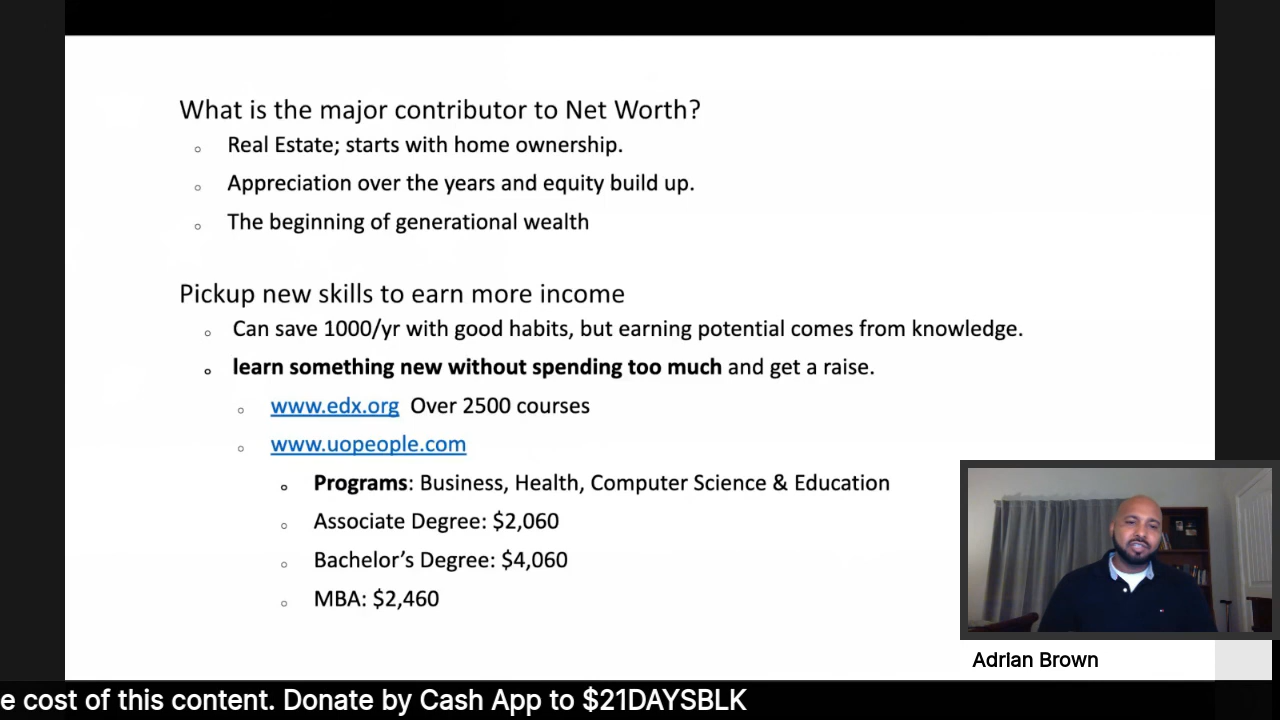 What is the major contributor to Net Worth?
Real Estate; starts with home ownership.
Appreciation over the years and equity build up.
The beginning of generational wealth
Pickup new skills to earn more income
Can save 1000/yr with good habits, but earning potential comes from knowledge.
learn something new without spending too much and get a raise.
www.edx.org Over 2500 courses
www.uopeople.com
Programs: Business, Health, Computer Science & Education
Associate Degree: $2,060
Bachelor’s Degree: $4,060
MBA: $2,460
Adrian Brown
e cost of this content. Donate by Cash App to $21DAYSBLK